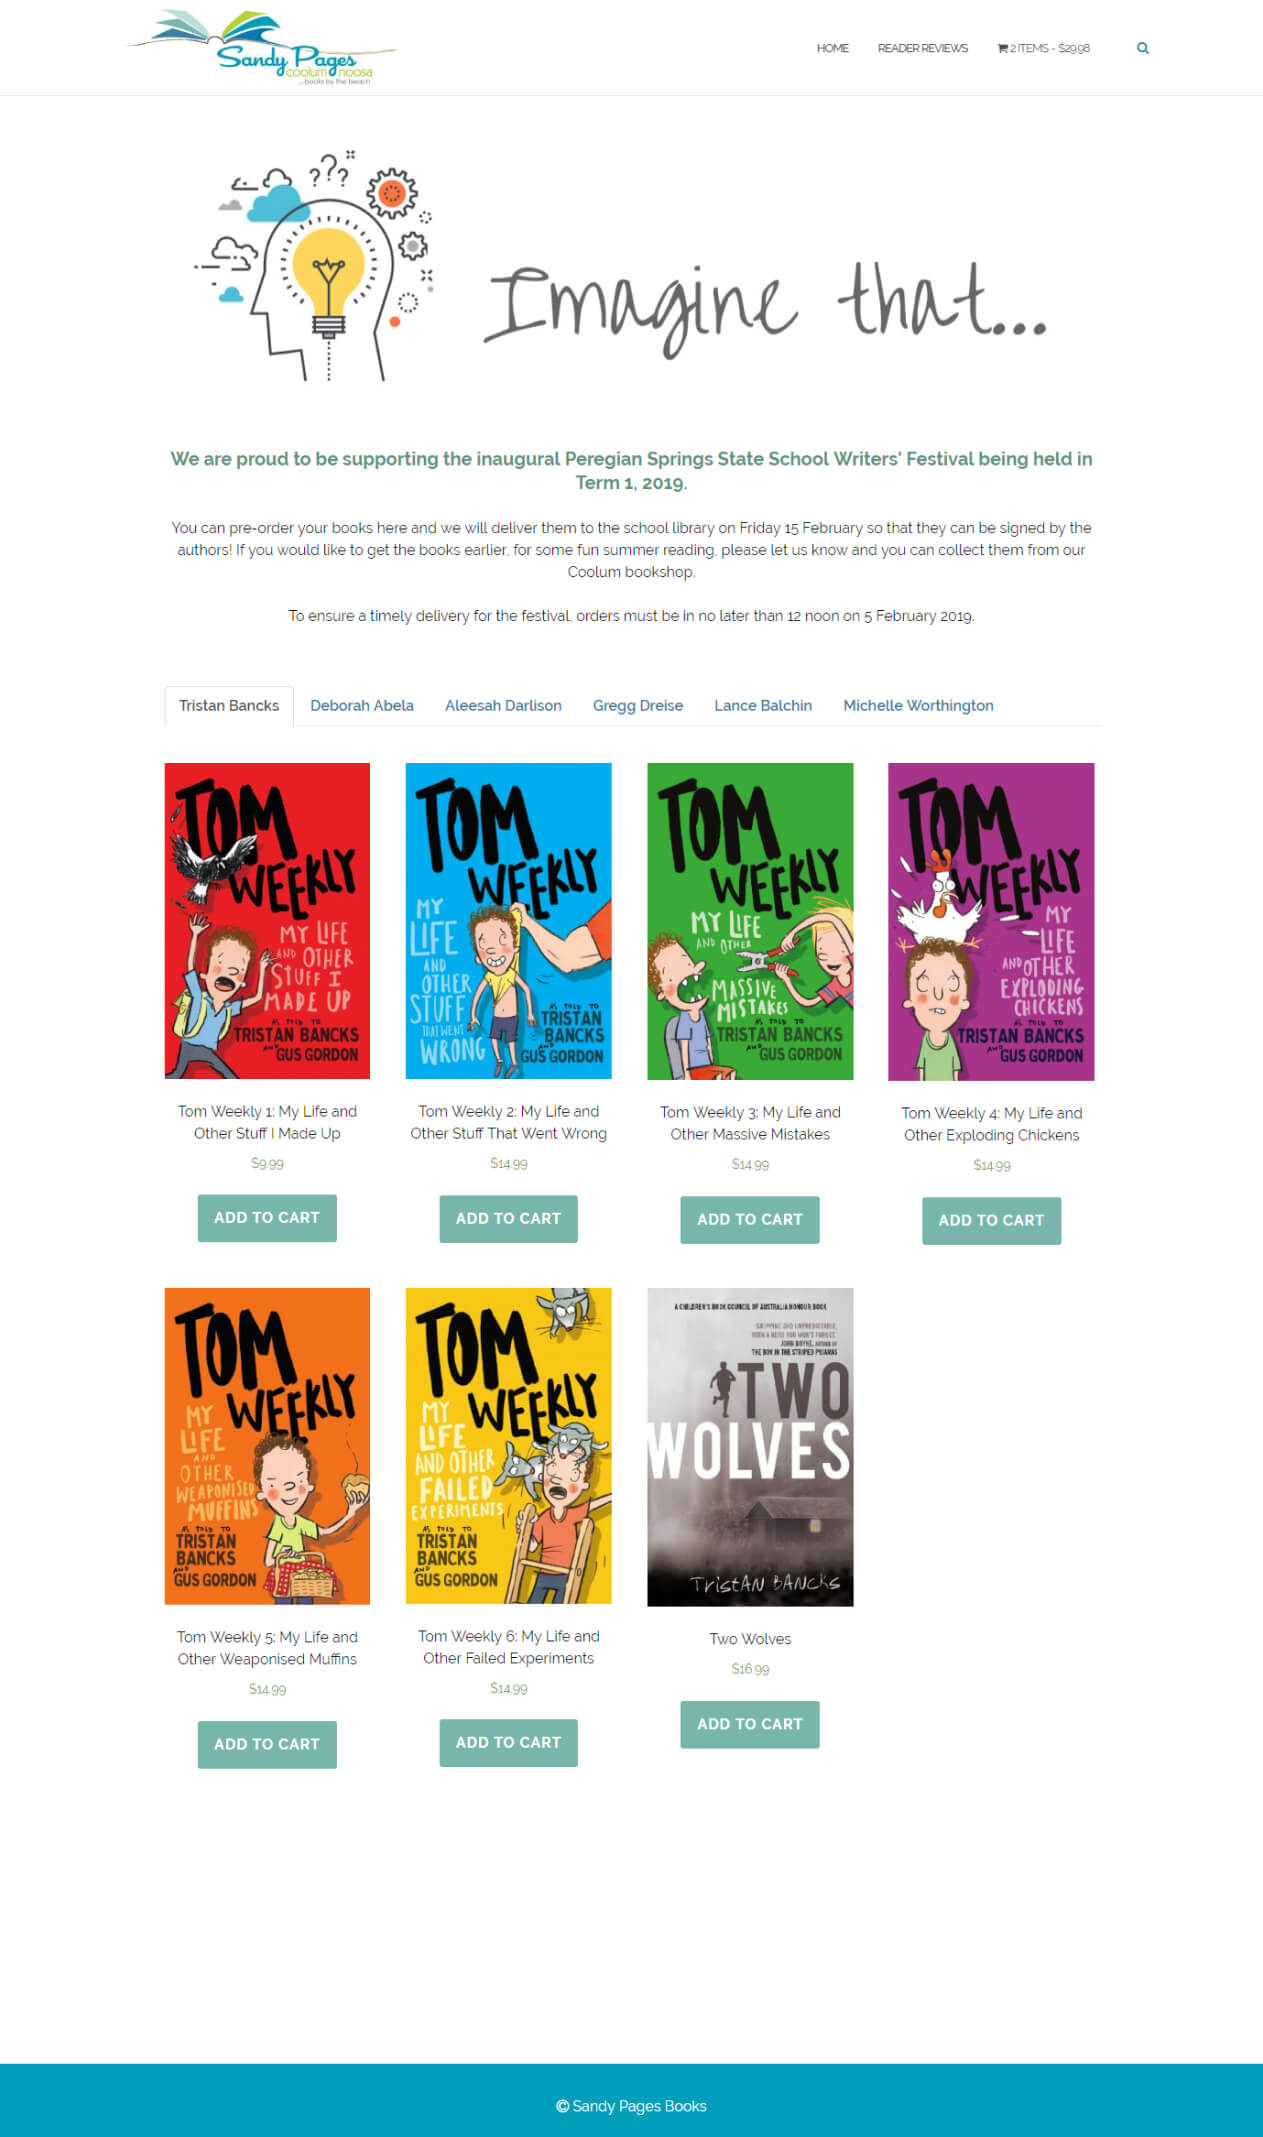 Sandy Pages
coolum noosa
...books by the beach
HOME
READER REVIEWS
2 ITEMS - $29.98
???
Imagine that...
We are proud to be supporting the inaugural Peregian Springs State School Writers' Festival being held in
Term 1, 2019.
You can pre-order your books here and we will deliver them to the school library on Friday 15 February so that they can be signed by the
authors! If you would like to get the books earlier, for some fun summer reading, please let us know and you can collect them from our
Coolum bookshop.
To ensure a timely delivery for the festival, orders must be in no later than 12 noon on 5 February 2019.
Tristan Bancks
Deborah Abela
Aleesah Darlison
Gregg Dreise
Lance Balchin
Michelle Worthington
TOM
WEEKLY
MY LIFE
AND OTHER
STUFF I
MADE UP
AS TOLD TO
TRISTAN BANCKS
AND GUS GORDON
TOM
WEEKLY
MY
LIFE
AND
OTHER
STUFF
THAT WENT
WRONG
AS TOLD TO
TRISTAN
BANCKS
AND
GUS GORDON
TOM
WEEKLY
MY LIFE
AND OTHER
MASSIVE
MISTAKES
AS TOLD TO
TRISTAN BANCKS
AND GUS GORDON
TOM
WEEKLY
MY
LIFE
AND OTHER
EXPLODING
CHICKENS
AS TOLD TO
TRISTAN BANCKS
AND GUS GORDON
Tom Weekly 1: My Life and
Other Stuff I Made Up
$9.99
ADD TO CART
Tom Weekly 2: My Life and
Other Stuff That Went Wrong
$14.99
ADD TO CART
Tom Weekly 3: My Life and
Other Massive Mistakes
$14.99
ADD TO CART
Tom Weekly 4: My Life and
Other Exploding Chickens
$14.99
ADD TO CART
TOM
WEEKLY
MY
LIFE
AND
OTHER
WEAPONISED
MUFFINS
AS TOLD TO
TRISTAN
BANCKS
AND
GUS GORDON
TOM
WEEKLY
MY
LIFE
AND OTHER
FAILED
EXPERIMENTS
AS TOLD TO
TRISTAN
BANCKS
AND
GUS GORDON
A CHILDREN'S BOOK COUNCIL OF AUSTRALIA HONOUR BOOK
'GRIPPING AND UNPREDICTABLE,
WITH A HERO YOU WON'T FORGET.'
JOHN BOYNE, AUTHOR OF
THE BOY IN THE STRIPED PYJAMAS
TWO
WOLVES
TRISTAN BANCKS
Tom Weekly 5: My Life and
Other Weaponised Muffins
$14.99
ADD TO CART
Tom Weekly 6: My Life and
Other Failed Experiments
$14.99
ADD TO CART
Two Wolves
$16.99
ADD TO CART
© Sandy Pages Books